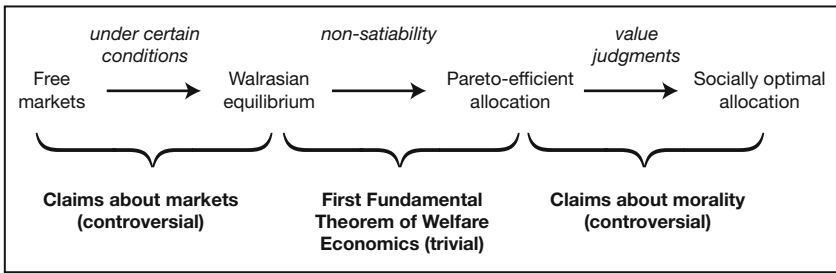 under certain
conditions
non-satiability
value
judgments
Free
markets
Walrasian
equilibrium
Pareto-efficient
allocation
Socially optimal
allocation
Claims about markets
(controversial)
First Fundamental
Theorem of Welfare
Economics (trivial)
Claims about morality
(controversial)